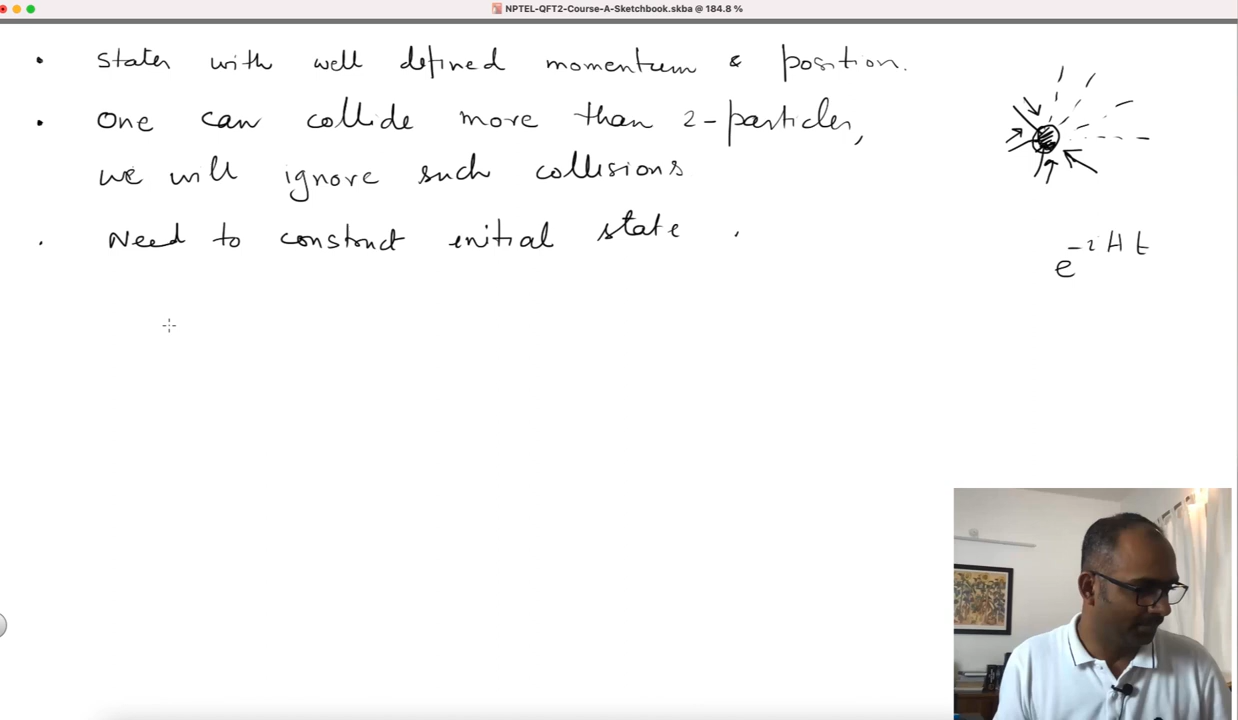 NPTEL-QFT2-Course-A-Sketchbook.skba @ 184.8 %
• states with well defined momentum & position.
• One can collide more than 2-particles,
we will ignore such collisions
• Need to construct initial state.
e^{-iHt}